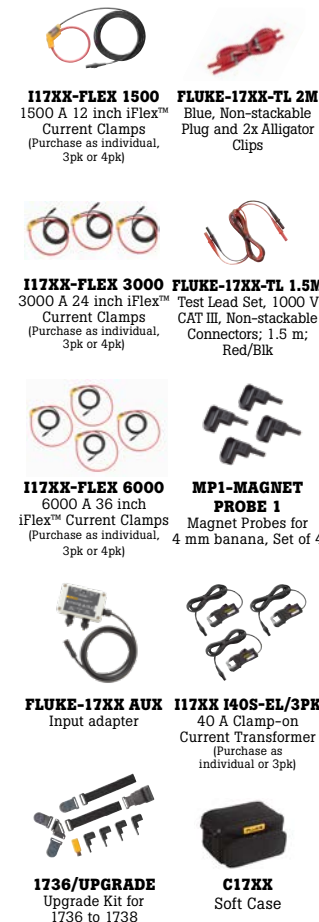 I17XX-FLEX 1500
1500 A 12 inch iFlex™
Current Clamps
(Purchase as individual,
3pk or 4pk)
FLUKE-17XX-TL 2M
Blue, Non-stackable
Plug and 2x Alligator
Clips
I17XX-FLEX 3000
3000 A 24 inch iFlex™
Current Clamps
(Purchase as individual,
3pk or 4pk)
FLUKE-17XX-TL 1.5M
Test Lead Set, 1000 V
CAT III, Non-stackable
Connectors; 1.5 m;
Red/Blk
I17XX-FLEX 6000
6000 A 36 inch
iFlex™ Current Clamps
(Purchase as individual,
3pk or 4pk)
MP1-MAGNET
PROBE 1
Magnet Probes for
4 mm banana, Set of 4
FLUKE-17XX AUX
Input adapter
I17XX I40S-EL/3PK
40 A Clamp-on
Current Transformer
(Purchase as
individual or 3pk)
1736/UPGRADE
Upgrade Kit for
1736 to 1738
FLUKE
C17XX
Soft Case